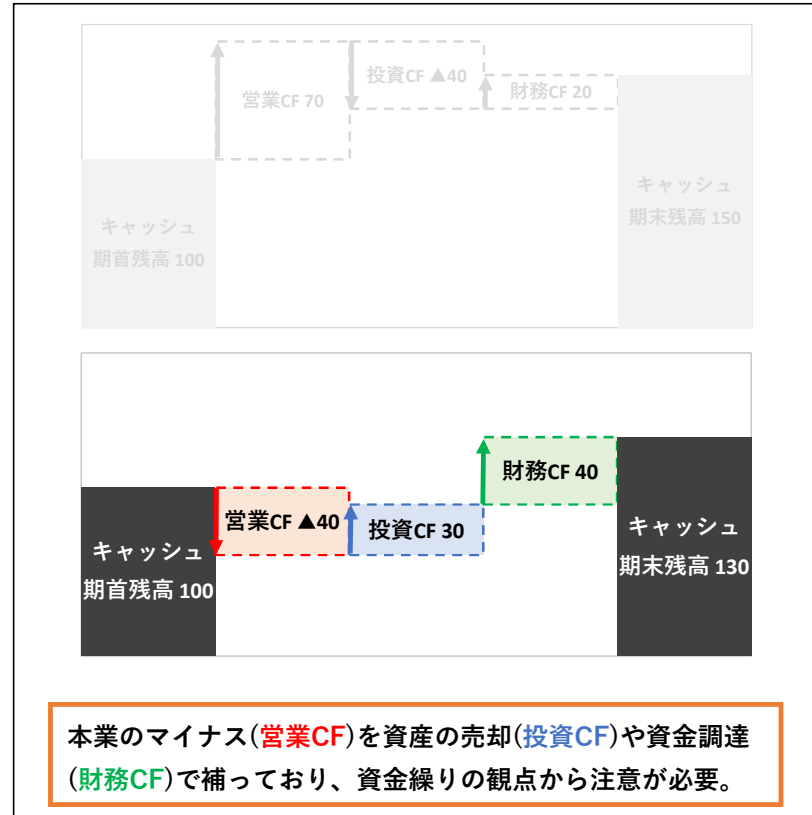 営業CF 70
投資CF ▲40
財務CF 20
キャッシュ
期首残高 100
キャッシュ
期末残高 150
営業CF ▲40
投資CF 30
財務CF 40
キャッシュ
期首残高 100
キャッシュ
期末残高 130
本業のマイナス(営業CF)を資産の売却(投資CF)や資金調達
(財務CF)で補っており、資金繰りの観点から注意が必要。